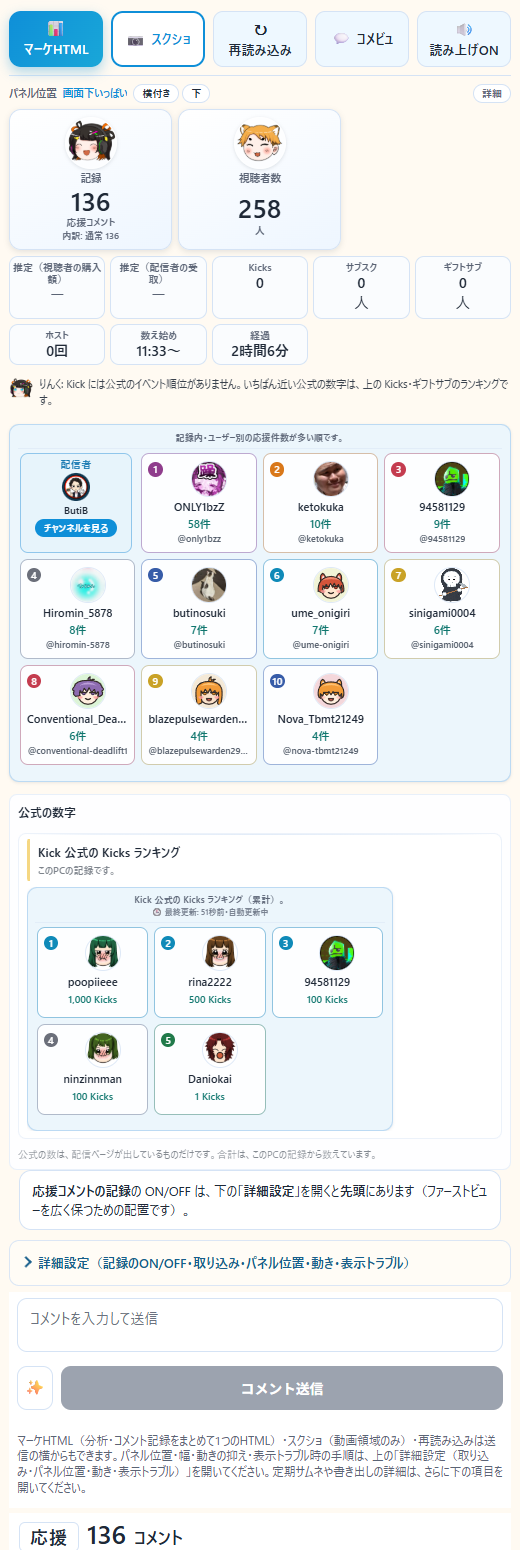 マーケHTML
スクショ
再読み込み
コメビュ
読み上げON
パネル位置 画面下いっぱい 横付き 下 詳細
記録
136
応援コメント
内訳: 通常 136
視聴者数
258
人
推定（視聴者の購入
額）
—
推定（配信者の受
取）
—
Kicks
0
サブスク
0
人
ギフトサブ
0
人
ホスト
0回
数え始め
11:33〜
経過
2時間6分
りんく: Kick には公式のイベント順位がありません。いちばん近い公式の数字は、上の Kicks・ギフトサブのランキングで
す。
記録内・ユーザー別の応援件数が多い順です。
配信者
ButiB
チャンネルを見る
1
ONLY1bzZ
58件
@only1bzz
2
ketokuka
10件
@ketokuka
3
94581129
9件
@94581129
4
Hiromin_5878
8件
@hiromin-5878
5
butinosuki
7件
@butinosuki
6
ume_onigiri
7件
@ume-onigiri
7
sinigami0004
6件
@sinigami0004
8
Conventional_Dea...
6件
@conventional-deadlift1
9
blazepulsewarden...
4件
@blazepulsewarden29...
10
Nova_Tbmt21249
4件
@nova-tbmt21249
公式の数字
Kick 公式の Kicks ランキング
このPCの記録です。
Kick 公式の Kicks ランキング（累計）。
最終更新: 51秒前・自動更新中
1
poopiieee
1,000 Kicks
2
rina2222
500 Kicks
3
94581129
100 Kicks
4
ninzinnman
100 Kicks
5
Daniokai
1 Kicks
公式の数は、配信ページが出しているものだけです。合計は、このPCの記録から数えています。
応援コメントの記録の ON/OFF は、下の「詳細設定」を開くと先頭にあります（ファーストビュ
ーを広く保つための配置です）。
詳細設定（記録のON/OFF・取り込み・パネル位置・動き・表示トラブル）
コメントを入力して送信
コメント送信
マーケHTML（分析・コメント記録をまとめて1つのHTML）・スクショ（動画領域のみ）・再読み込みは送
信の横からもできます。パネル位置・幅・動きの抑え・表示トラブル時の手順は、上の「詳細設定（取り込
み・パネル位置・動き・表示トラブル）」を開いてください。定期サムネや書き出しの詳細は、さらに下の項目を
開いてください。
応援 136 コメント